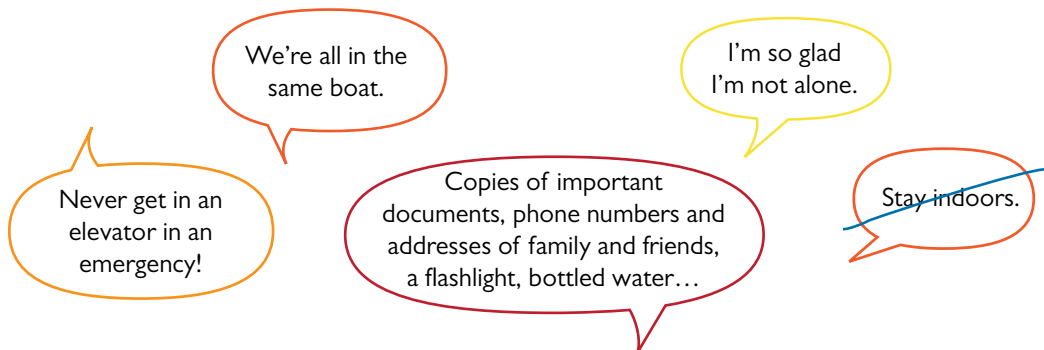 We're all in the
same boat.
I'm so glad
I'm not alone.
Never get in an
elevator in an
emergency!
Copies of important
documents, phone numbers and
addresses of family and friends,
a flashlight, bottled water…
Stay indoors.